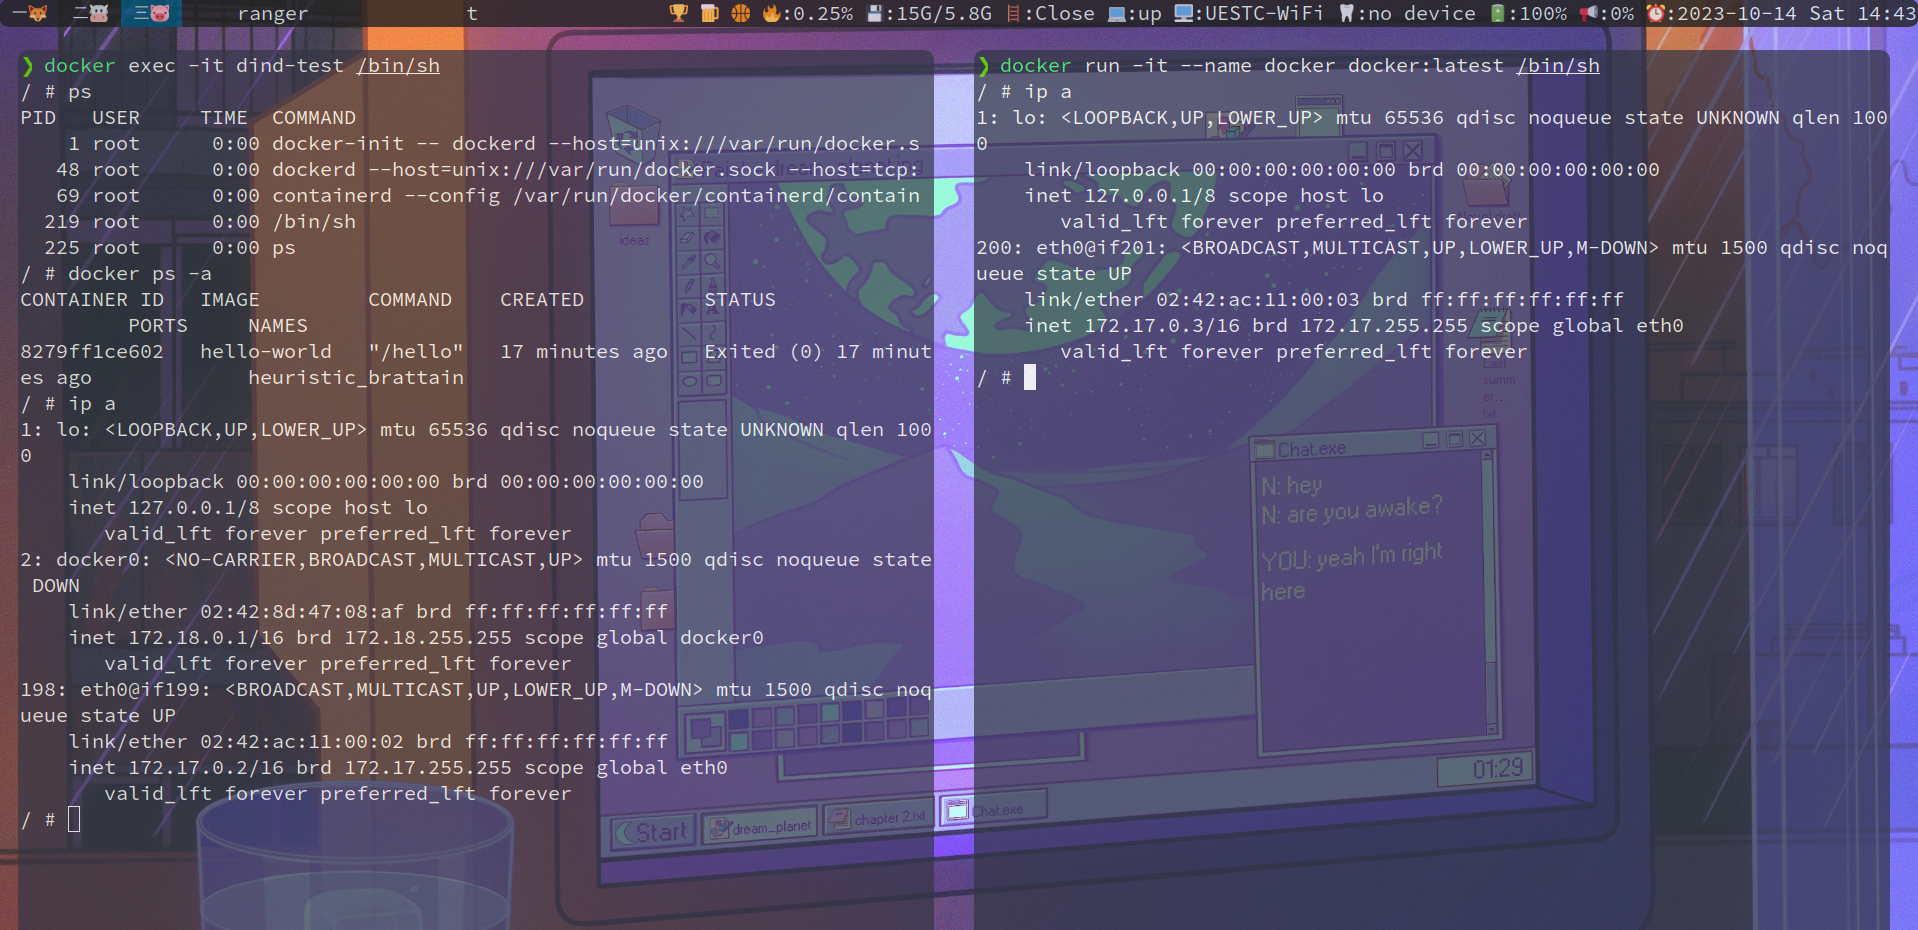 一 二 三 ranger t :0.25% :15G/5.8G :Close :up :UESTC-WiFi :no device :100% :0% :2023-10-14 Sat 14:43
❯ docker exec -it dind-test /bin/sh
/ # ps
PID   USER     TIME  COMMAND
    1 root      0:00 docker-init -- dockerd --host=unix:///var/run/docker.s
   48 root      0:00 dockerd --host=unix:///var/run/docker.sock --host=tcp:
   69 root      0:00 containerd --config /var/run/docker/containerd/contain
  219 root      0:00 /bin/sh
  225 root      0:00 ps
/ # docker ps -a
CONTAINER ID   IMAGE         COMMAND    CREATED          STATUS
         PORTS     NAMES
8279ff1ce602   hello-world   "/hello"   17 minutes ago   Exited (0) 17 minut
es ago             heuristic_brattain
/ # ip a
1: lo: <LOOPBACK,UP,LOWER_UP> mtu 65536 qdisc noqueue state UNKNOWN qlen 100
0
    link/loopback 00:00:00:00:00:00 brd 00:00:00:00:00:00
    inet 127.0.0.1/8 scope host lo
       valid_lft forever preferred_lft forever
2: docker0: <NO-CARRIER,BROADCAST,MULTICAST,UP> mtu 1500 qdisc noqueue state
 DOWN
    link/ether 02:42:8d:47:08:af brd ff:ff:ff:ff:ff:ff
    inet 172.18.0.1/16 brd 172.18.255.255 scope global docker0
       valid_lft forever preferred_lft forever
198: eth0@if199: <BROADCAST,MULTICAST,UP,LOWER_UP,M-DOWN> mtu 1500 qdisc noq
ueue state UP
    link/ether 02:42:ac:11:00:02 brd ff:ff:ff:ff:ff:ff
    inet 172.17.0.2/16 brd 172.17.255.255 scope global eth0
       valid_lft forever preferred_lft forever
/ #
❯ docker run -it --name docker docker:latest /bin/sh
/ # ip a
1: lo: <LOOPBACK,UP,LOWER_UP> mtu 65536 qdisc noqueue state UNKNOWN qlen 100
0
    link/loopback 00:00:00:00:00:00 brd 00:00:00:00:00:00
    inet 127.0.0.1/8 scope host lo
       valid_lft forever preferred_lft forever
200: eth0@if201: <BROADCAST,MULTICAST,UP,LOWER_UP,M-DOWN> mtu 1500 qdisc noq
ueue state UP
    link/ether 02:42:ac:11:00:03 brd ff:ff:ff:ff:ff:ff
    inet 172.17.0.3/16 brd 172.17.255.255 scope global eth0
       valid_lft forever preferred_lft forever
/ #
ideas
Last
summ
er...
txt
Chat.exe
N: hey
N: are you awake?
YOU: yeah I'm right
here
Start
dream_planet
chapter 2.txt
Chat.exe
01:29